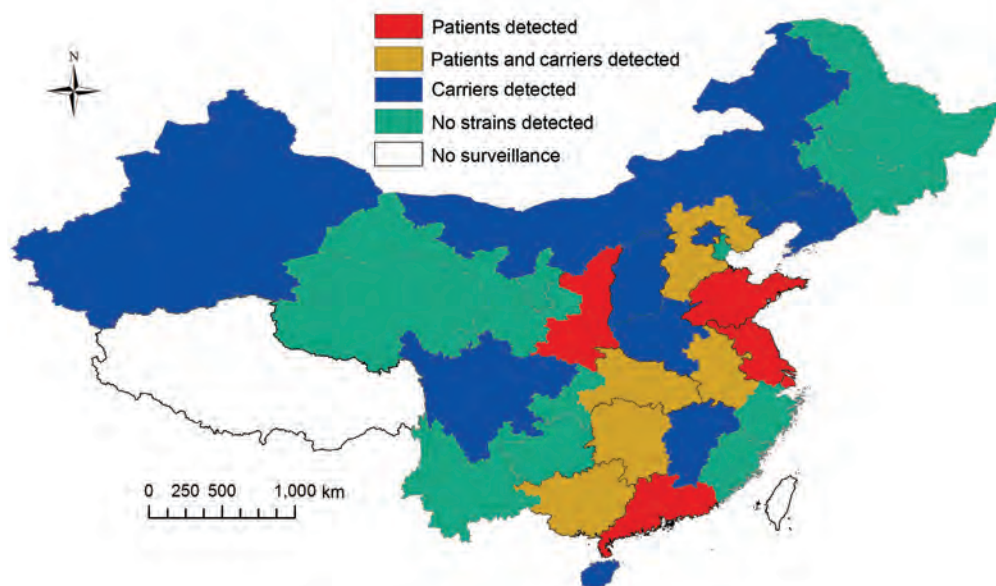 Patients detected
Patients and carriers detected
Carriers detected
No strains detected
No surveillance
N
0 250 500 1,000 km